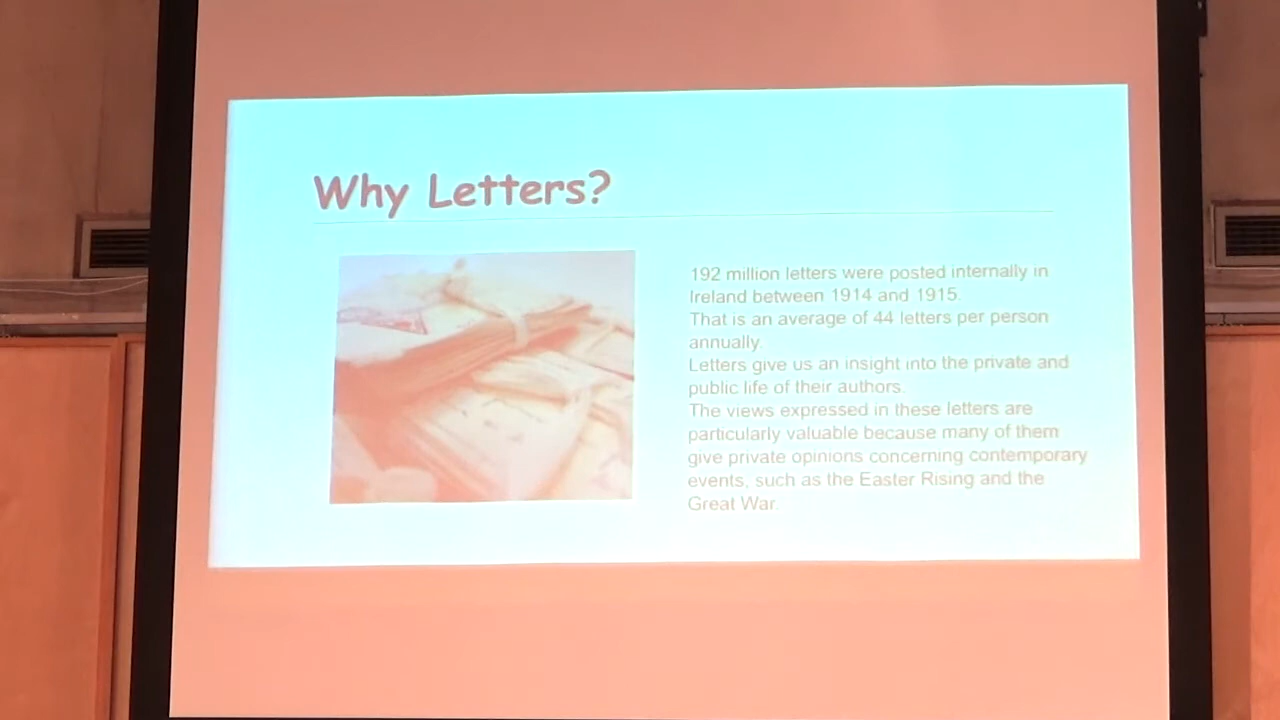 Why Letters?
192 million letters were posted internally in
Ireland between 1914 and 1915.
That is an average of 44 letters per person
annually.
Letters give us an insight into the private and
public life of their authors.
The views expressed in these letters are
particularly valuable because many of them
give private opinions concerning contemporary
events, such as the Easter Rising and the
Great War.